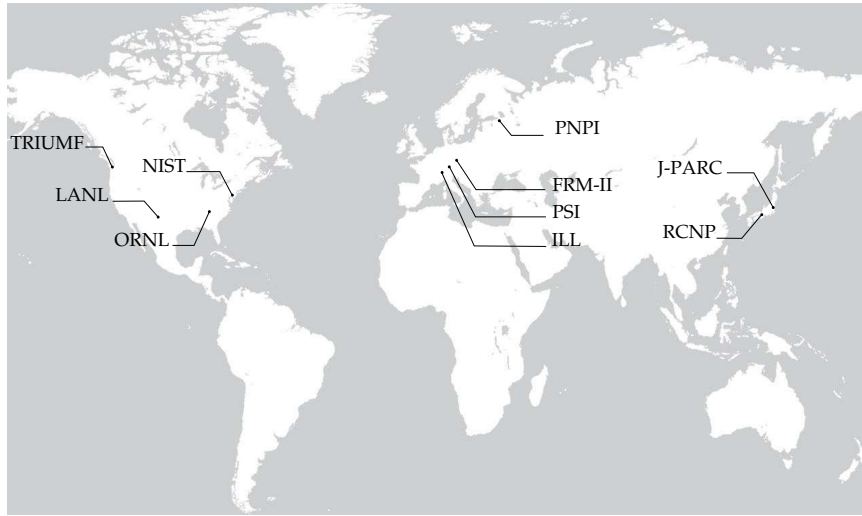 PNPI
TRIUMF
NIST
J-PARC
LANL
FRM-II
PSI
RCNP
ORNL
ILL